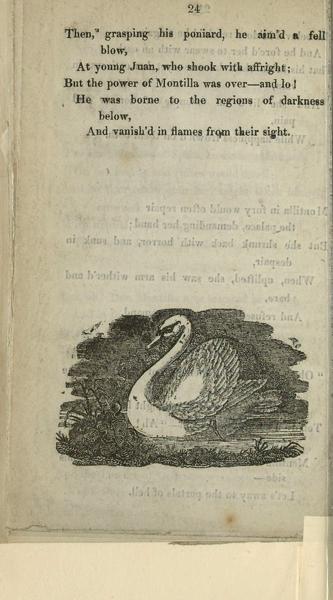 24
Then," grasping his poniard, he aim'd a fell
blow,
At young Juan, who shook with affright;
But the power of Montilla was over—and lo!
He was borne to the regions of darkness
below,
And vanish'd in flames from their sight.